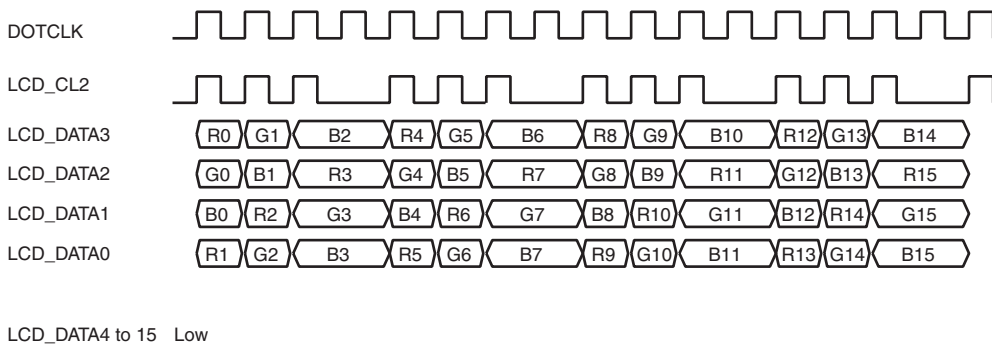 DOTCLK
LCD_CL2
LCD_DATA3 R0 G1 B2 R4 G5 B6 R8 G9 B10 R12 G13 B14
LCD_DATA2 G0 B1 R3 G4 B5 R7 G8 B9 R11 G12 B13 R15
LCD_DATA1 B0 R2 G3 B4 R6 G7 B8 R10 G11 B12 R14 G15
LCD_DATA0 R1 G2 B3 R5 G6 B7 R9 G10 B11 R13 G14 B15
LCD_DATA4 to 15 Low